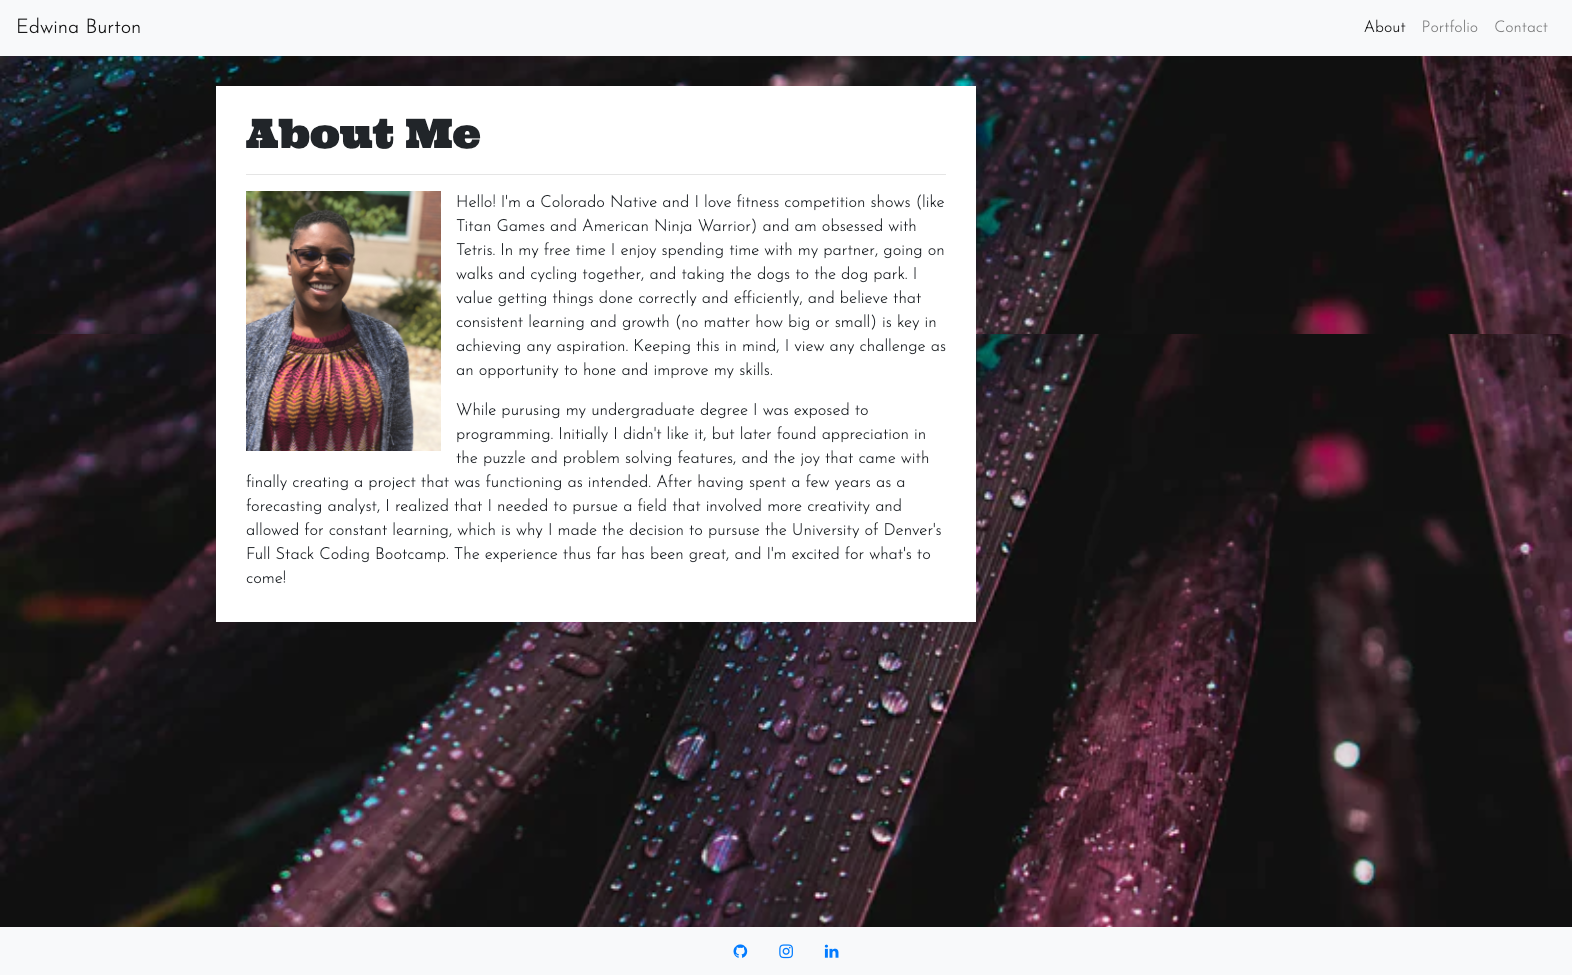 Edwina Burton
About Portfolio Contact
About Me
Hello! I'm a Colorado Native and I love fitness competition shows (like
Titan Games and American Ninja Warrior) and am obsessed with
Tetris. In my free time I enjoy spending time with my partner, going on
walks and cycling together, and taking the dogs to the dog park. I
value getting things done correctly and efficiently, and believe that
consistent learning and growth (no matter how big or small) is key in
achieving any aspiration. Keeping this in mind, I view any challenge as
an opportunity to hone and improve my skills.
While purusing my undergraduate degree I was exposed to
programming. Initially I didn't like it, but later found appreciation in
the puzzle and problem solving features, and the joy that came with
finally creating a project that was functioning as intended. After having spent a few years as a
forecasting analyst, I realized that I needed to pursue a field that involved more creativity and
allowed for constant learning, which is why I made the decision to pursuse the University of Denver's
Full Stack Coding Bootcamp. The experience thus far has been great, and I'm excited for what's to
come!